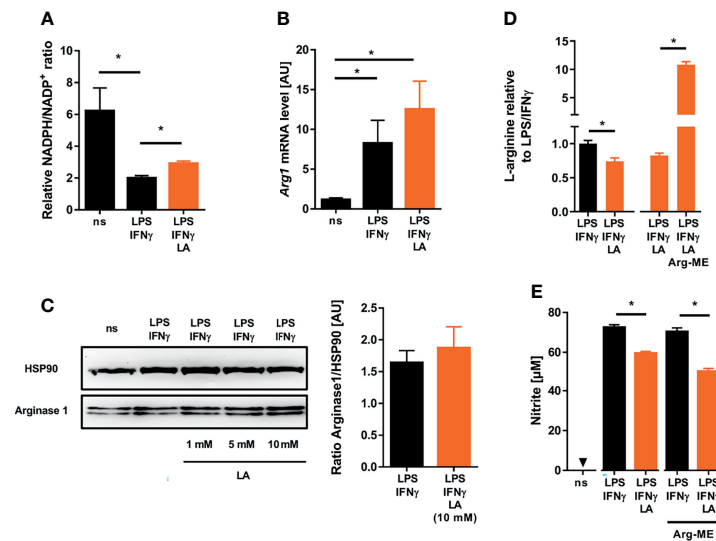 A
Relative NADPH/NADP+ ratio
10
8
6
4
2
0
*
*
ns
LPS
IFNγ
LPS
IFNγ
LA
B
Arg1 mRNA level [AU]
20
15
10
5
0
*
*
ns
LPS
IFNγ
LPS
IFNγ
LA
D
L-arginine relative
to LPS/IFNγ
15
10
5
1.0
0.5
0.0
*
*
LPS
IFNγ
LPS
IFNγ
LA
LPS
IFNγ
LA
LPS
IFNγ
LA
Arg-ME
C
ns
LPS
IFNγ
LPS
IFNγ
LPS
IFNγ
LPS
IFNγ
HSP90
Arginase 1
1 mM 5 mM 10 mM
LA
Ratio Arginase1/HSP90 [AU]
2.5
2.0
1.5
1.0
0.5
0.0
LPS
IFNγ
LPS
IFNγ
LA
(10 mM)
E
Nitrite [µM]
80
60
40
20
0
*
*
ns
LPS
IFNγ
LPS
IFNγ
LA
LPS
IFNγ
LPS
IFNγ
LA
Arg-ME